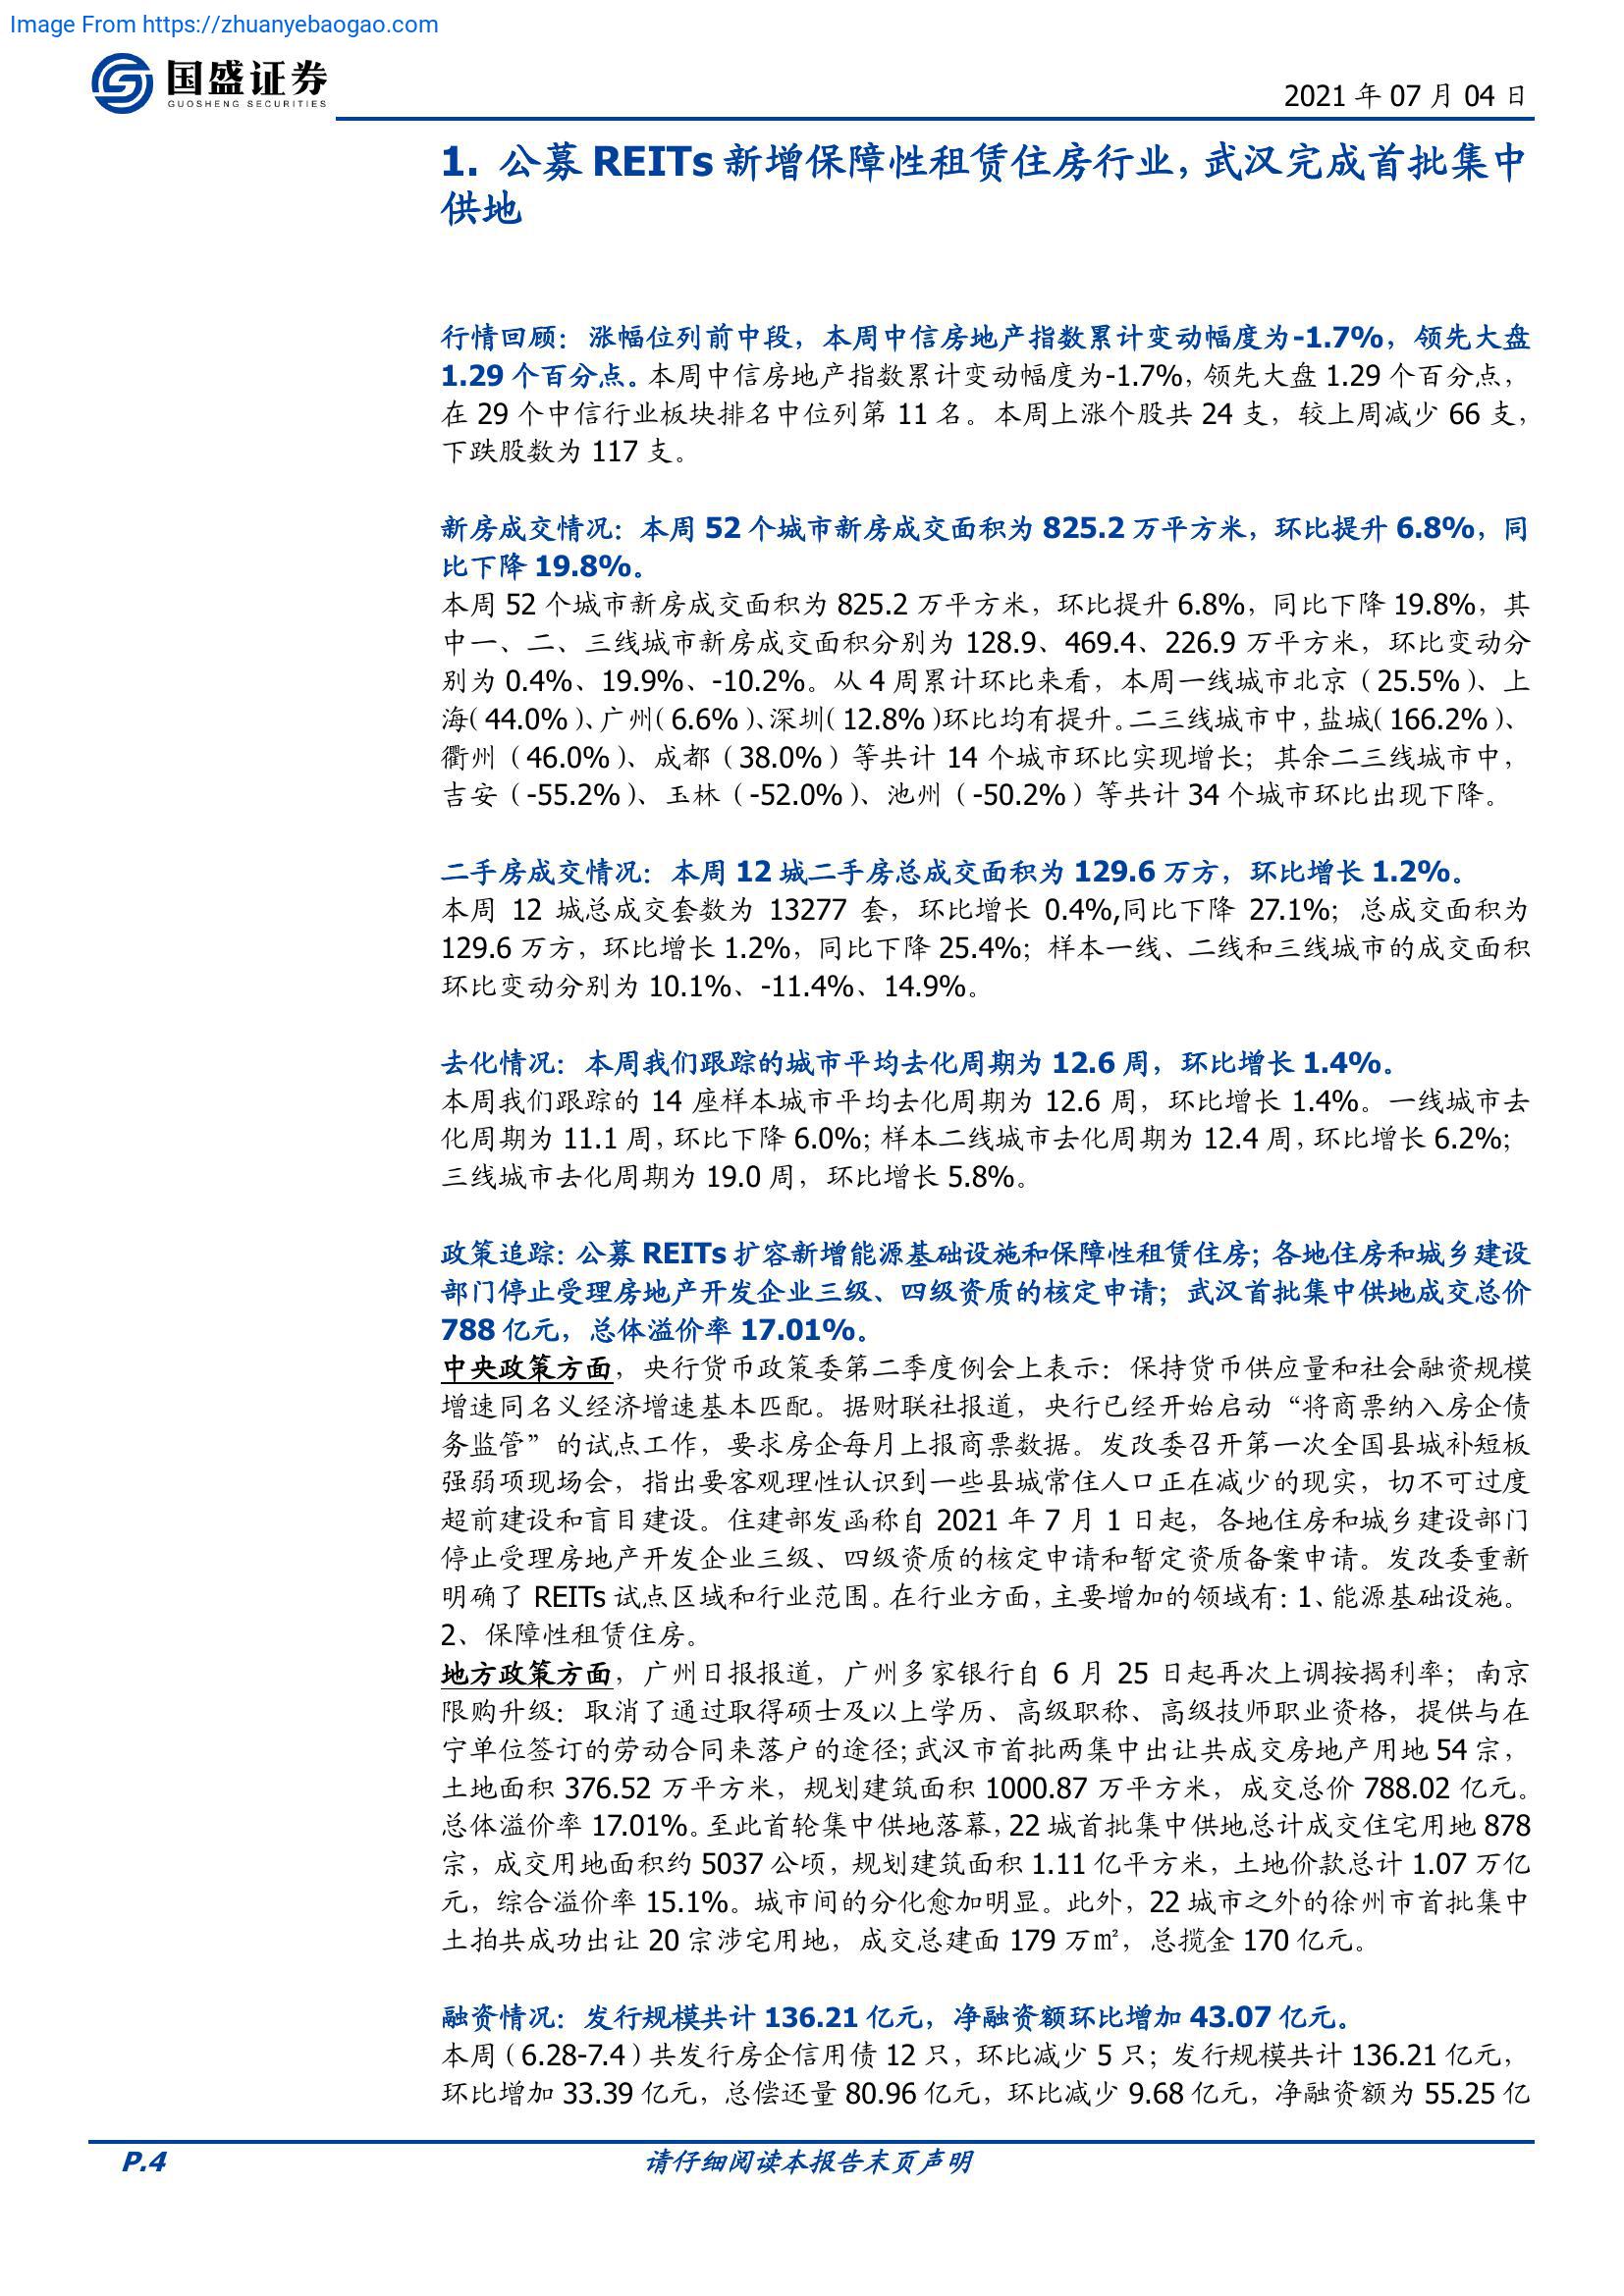 Image From https://zhuanyebaogao.com
国盛证券
GUOSHENG SECURITIES
2021 年 07 月 04 日
1. 公募 REITs 新增保障性租赁住房行业，武汉完成首批集中
供地
行情回顾：涨幅位列前中段，本周中信房地产指数累计变动幅度为-1.7%，领先大盘
1.29 个百分点。本周中信房地产指数累计变动幅度为-1.7%，领先大盘 1.29 个百分点，
在 29 个中信行业板块排名中位列第 11 名。本周上涨个股共 24 支，较上周减少 66 支，
下跌股数为 117 支。
新房成交情况：本周 52 个城市新房成交面积为 825.2 万平方米，环比提升 6.8%，同
比下降 19.8%。
本周 52 个城市新房成交面积为 825.2 万平方米，环比提升 6.8%，同比下降 19.8%，其
中一、二、三线城市新房成交面积分别为 128.9、469.4、226.9 万平方米，环比变动分
别为 0.4%、19.9%、-10.2%。从 4 周累计环比来看，本周一线城市北京（25.5%）、上
海（44.0%）、广州（6.6%）、深圳（12.8%）环比均有提升。二三线城市中，盐城（166.2%）、
衢州（46.0%）、成都（38.0%）等共计 14 个城市环比实现增长；其余二三线城市中，
吉安（-55.2%）、玉林（-52.0%）、池州（-50.2%）等共计 34 个城市环比出现下降。
二手房成交情况：本周 12 城二手房总成交面积为 129.6 万方，环比增长 1.2%。
本周 12 城总成交套数为 13277 套，环比增长 0.4%,同比下降 27.1%；总成交面积为
129.6 万方，环比增长 1.2%，同比下降 25.4%；样本一线、二线和三线城市的成交面积
环比变动分别为 10.1%、-11.4%、14.9%。
去化情况：本周我们跟踪的城市平均去化周期为 12.6 周，环比增长 1.4%。
本周我们跟踪的 14 座样本城市平均去化周期为 12.6 周，环比增长 1.4%。一线城市去
化周期为 11.1 周，环比下降 6.0%；样本二线城市去化周期为 12.4 周，环比增长 6.2%；
三线城市去化周期为 19.0 周，环比增长 5.8%。
政策追踪：公募 REITs 扩容新增能源基础设施和保障性租赁住房；各地住房和城乡建设
部门停止受理房地产开发企业三级、四级资质的核定申请；武汉首批集中供地成交总价
788 亿元，总体溢价率 17.01%。
中央政策方面，央行货币政策委第二季度例会上表示：保持货币供应量和社会融资规模
增速同名义经济增速基本匹配。据财联社报道，央行已经开始启动“将商票纳入房企债
务监管”的试点工作，要求房企每月上报商票数据。发改委召开第一次全国县城补短板
强弱项现场会，指出要客观理性认识到一些县城常住人口正在减少的现实，切不可过度
超前建设和盲目建设。住建部发函称自 2021 年 7 月 1 日起，各地住房和城乡建设部门
停止受理房地产开发企业三级、四级资质的核定申请和暂定资质备案申请。发改委重新
明确了 REITs 试点区域和行业范围。在行业方面，主要增加的领域有：1、能源基础设施。
2、保障性租赁住房。
地方政策方面，广州日报报道，广州多家银行自 6 月 25 日起再次上调按揭利率；南京
限购升级：取消了通过取得硕士及以上学历、高级职称、高级技师职业资格，提供与在
宁单位签订的劳动合同来落户的途径；武汉市首批两集中出让共成交房地产用地 54 宗，
土地面积 376.52 万平方米，规划建筑面积 1000.87 万平方米，成交总价 788.02 亿元。
总体溢价率 17.01%。至此首轮集中供地落幕，22 城首批集中供地总计成交住宅用地 878
宗，成交用地面积约 5037 公顷，规划建筑面积 1.11 亿平方米，土地价款总计 1.07 万亿
元，综合溢价率 15.1%。城市间的分化愈加明显。此外，22 城市之外的徐州市首批集中
土拍共成功出让 20 宗涉宅用地，成交总建面 179 万㎡，总揽金 170 亿元。
融资情况：发行规模共计 136.21 亿元，净融资额环比增加 43.07 亿元。
本周（6.28-7.4）共发行房企信用债 12 只，环比减少 5 只；发行规模共计 136.21 亿元，
环比增加 33.39 亿元，总偿还量 80.96 亿元，环比减少 9.68 亿元，净融资额为 55.25 亿
P.4
请仔细阅读本报告末页声明